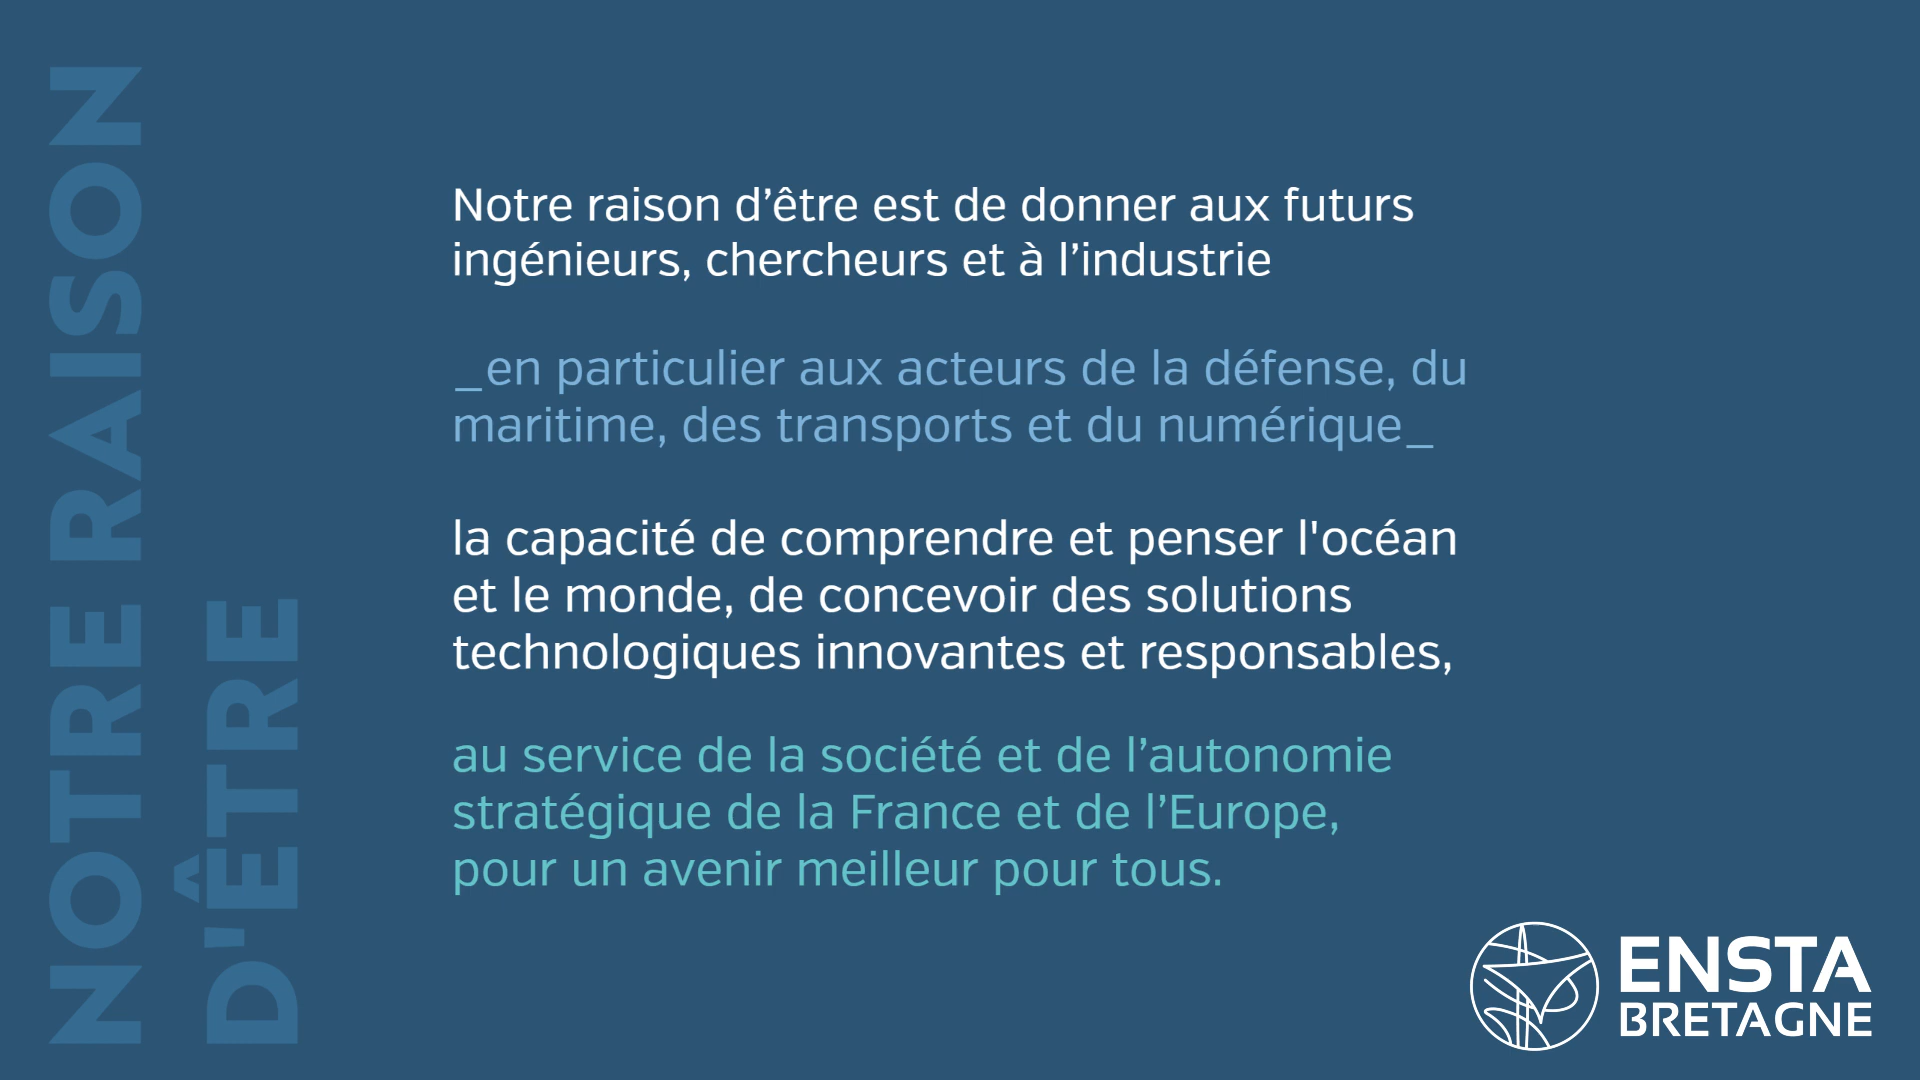 NOTRE RAISON
D'ÊTRE
Notre raison d’être est de donner aux futurs
ingénieurs, chercheurs et à l’industrie
_en particulier aux acteurs de la défense, du
maritime, des transports et du numérique_
la capacité de comprendre et penser l'océan
et le monde, de concevoir des solutions
technologiques innovantes et responsables,
au service de la société et de l’autonomie
stratégique de la France et de l’Europe,
pour un avenir meilleur pour tous.
ENSTA
BRETAGNE